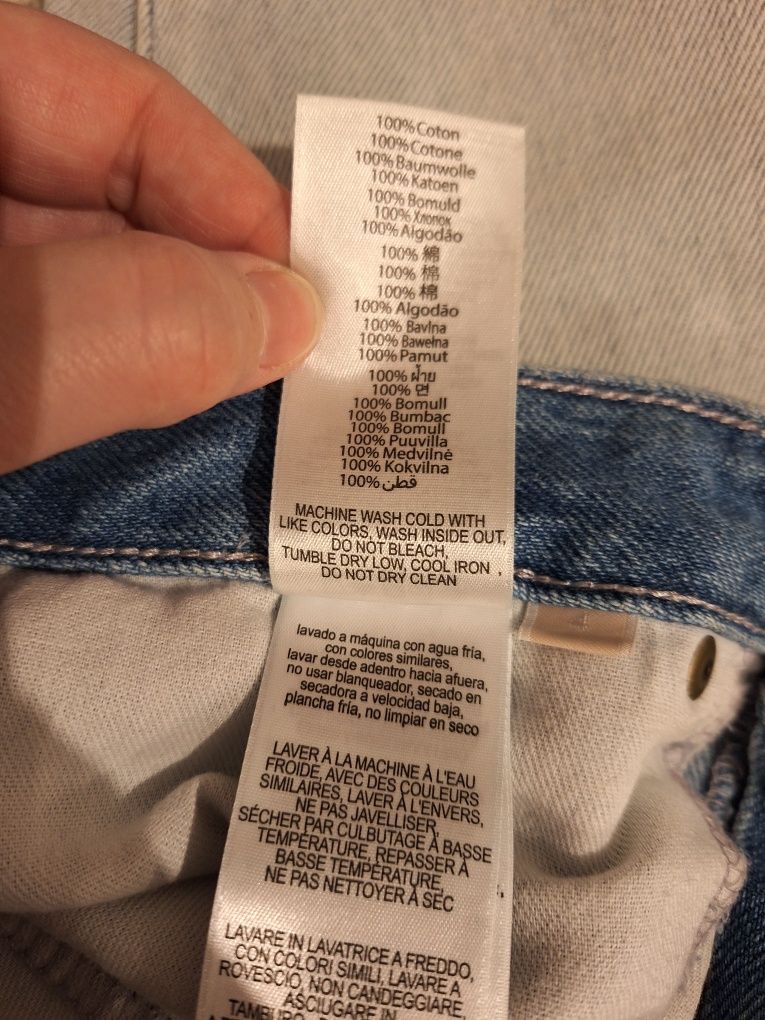 100% Coton
100% Cotone
100% Baumwolle
100% Katoen
100% Bomuld
100% Хлопок
100% Algodão
100% 綿
100% 棉
100% 棉
100% Algodão
100% Bavlna
100% Bawełna
100% Pamut
100% ฝ้าย
100% 면
100% Bomull
100% Bumbac
100% Bomull
100% Puuvilla
100% Medvilnė
100% Kokvilna
100% قطن
MACHINE WASH COLD WITH
LIKE COLORS, WASH INSIDE OUT,
DO NOT BLEACH,
TUMBLE DRY LOW, COOL IRON ,
DO NOT DRY CLEAN
lavado a máquina con agua fría,
con colores similares,
lavar desde adentro hacia afuera,
no usar blanqueador, secado en
secadora a velocidad baja,
plancha fría, no limpiar en seco
LAVER À LA MACHINE À L'EAU
FROIDE, AVEC DES COULEURS
SIMILAIRES, LAVER À L'ENVERS,
NE PAS JAVELLISER,
SÉCHER PAR CULBUTAGE À BASSE
TEMPÉRATURE, REPASSER À
BASSE TEMPÉRATURE,
NE PAS NETTOYER À SEC
LAVARE IN LAVATRICE A FREDDO,
CON COLORI SIMILI, LAVARE A
ROVESCIO, NON CANDEGGIARE,
ASCIUGARE IN